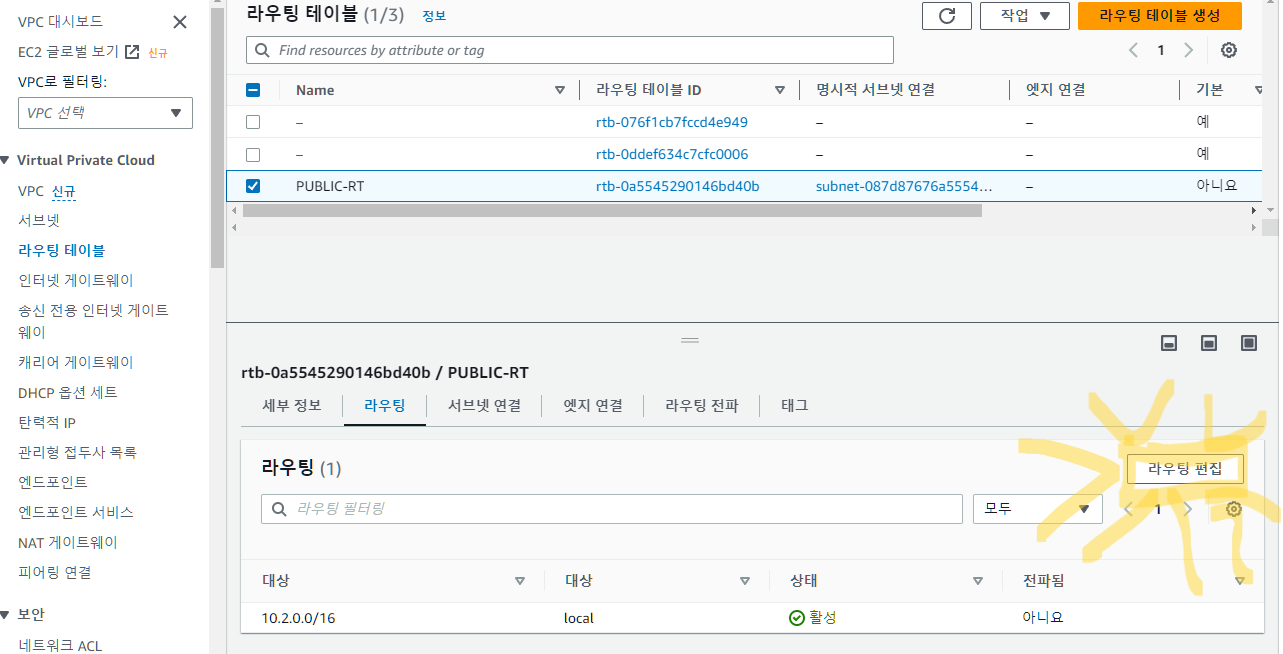 VPC 대시보드
EC2 글로벌 보기 신규
VPC로 필터링:
VPC 선택
Virtual Private Cloud
VPC 신규
서브넷
라우팅 테이블
인터넷 게이트웨이
송신 전용 인터넷 게이트
웨이
캐리어 게이트웨이
DHCP 옵션 세트
탄력적 IP
관리형 접두사 목록
엔드포인트
엔드포인트 서비스
NAT 게이트웨이
피어링 연결
보안
네트워크 ACL
라우팅 테이블 (1/3) 정보
작업
라우팅 테이블 생성
Find resources by attribute or tag
1
Name 라우팅 테이블 ID 명시적 서브넷 연결 엣지 연결 기본
– rtb-076f1cb7fccd4e949 – – 예
– rtb-0ddef634c7cfc0006 – – 예
PUBLIC-RT rtb-0a5545290146bd40b subnet-087d87676a5554... – 아니요
rtb-0a5545290146bd40b / PUBLIC-RT
세부 정보 라우팅 서브넷 연결 엣지 연결 라우팅 전파 태그
라우팅 (1)
라우팅 편집
라우팅 필터링
모두
1
대상 대상 상태 전파됨
10.2.0.0/16 local 활성 아니요